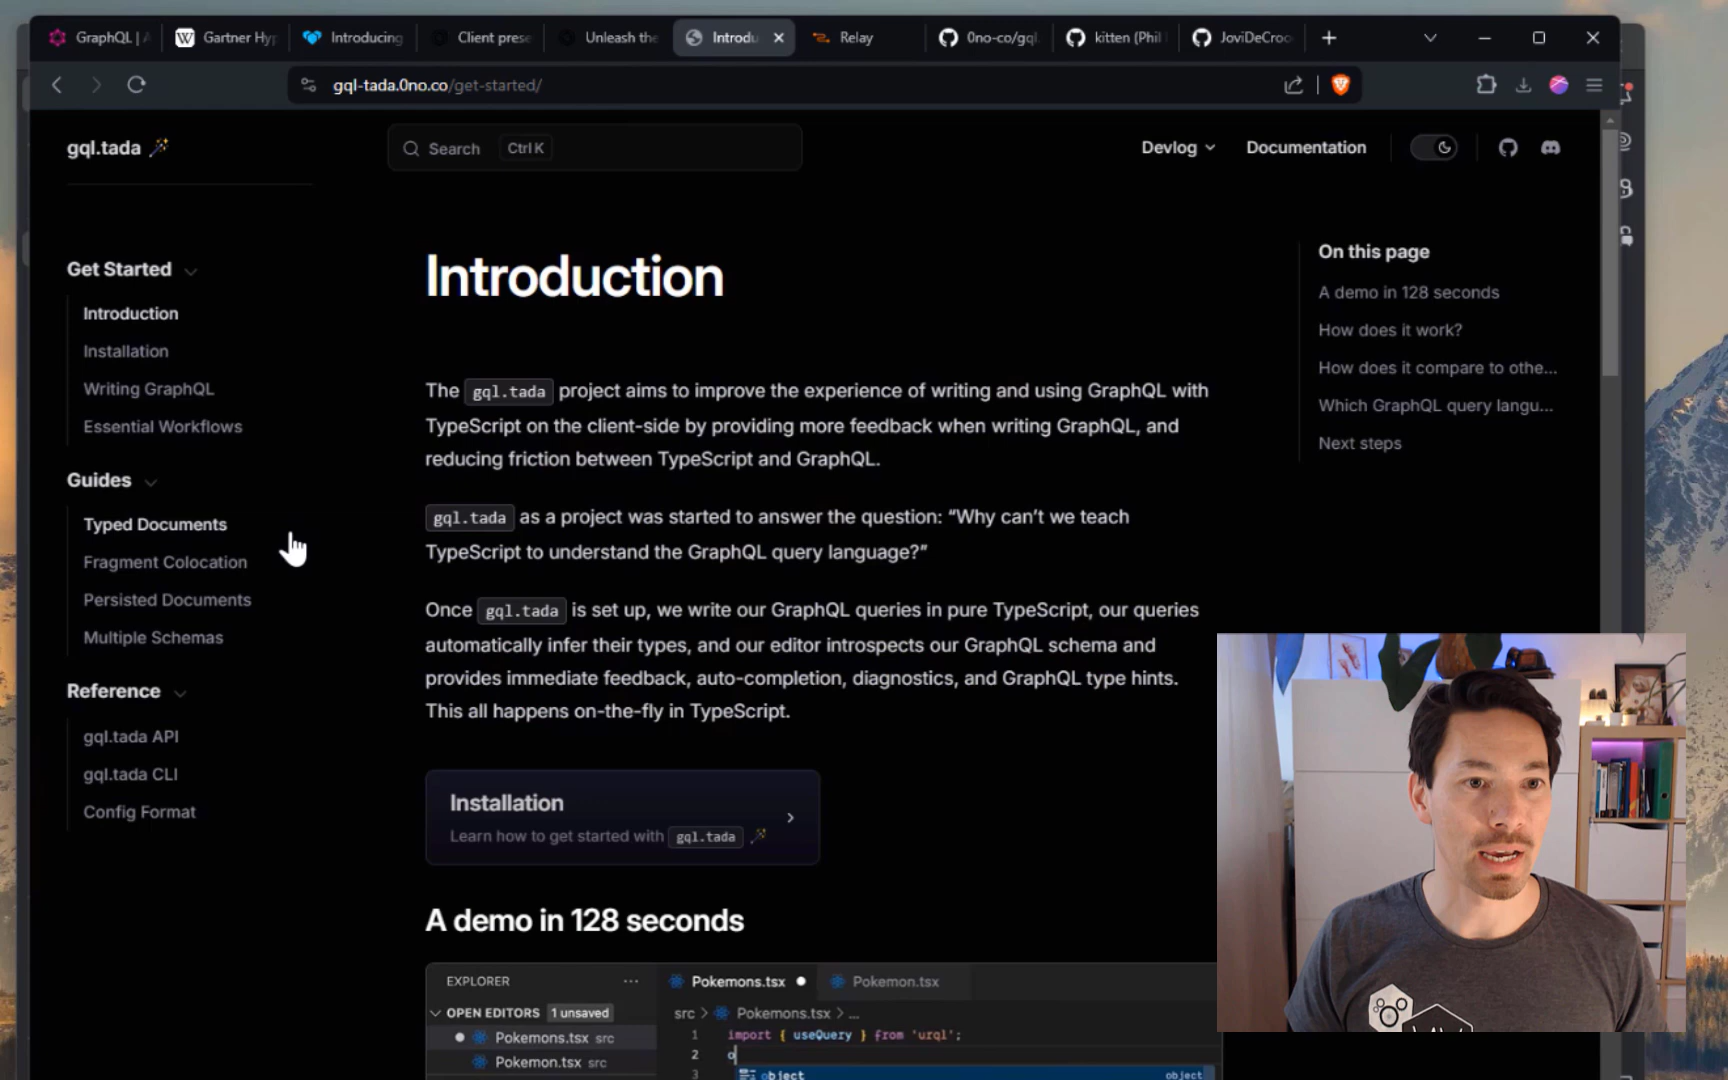 GraphQL | A
Gartner Hyp
Introducing
Client prese
Unleash the
Introdu
Relay
0no-co/gql.
kitten (Phil
JoviDeCroo
gql-tada.0no.co/get-started/
gql.tada
Search
Ctrl K
Devlog
Documentation
Get Started
Introduction
Installation
Writing GraphQL
Essential Workflows
Guides
Typed Documents
Fragment Colocation
Persisted Documents
Multiple Schemas
Reference
gql.tada API
gql.tada CLI
Config Format
Introduction
The gql.tada project aims to improve the experience of writing and using GraphQL with
TypeScript on the client-side by providing more feedback when writing GraphQL, and
reducing friction between TypeScript and GraphQL.
gql.tada as a project was started to answer the question: “Why can’t we teach
TypeScript to understand the GraphQL query language?”
Once gql.tada is set up, we write our GraphQL queries in pure TypeScript, our queries
automatically infer their types, and our editor introspects our GraphQL schema and
provides immediate feedback, auto-completion, diagnostics, and GraphQL type hints.
This all happens on-the-fly in TypeScript.
Installation
Learn how to get started with gql.tada
A demo in 128 seconds
EXPLORER
OPEN EDITORS 1 unsaved
Pokemons.tsx src
Pokemon.tsx src
Pokemons.tsx
Pokemon.tsx
src > Pokemons.tsx > ...
1 import { useQuery } from 'urql';
2 o
3 object object
On this page
A demo in 128 seconds
How does it work?
How does it compare to othe...
Which GraphQL query langu...
Next steps